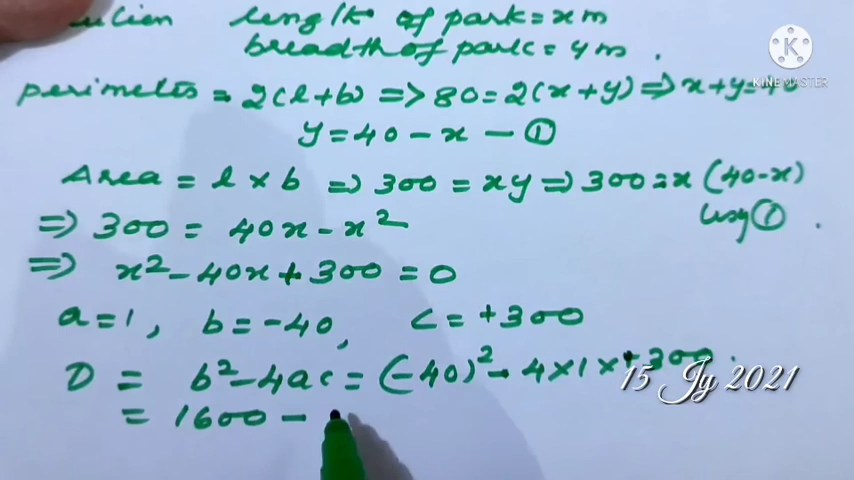 length of park = x m
breadth of park = y m .
perimeter = 2(l+b) => 80 = 2(x+y) => x+y=40
y = 40 - x - ①
Area = l × b => 300 = xy => 300 = x (40-x)
usg ① .
=> 300 = 40x - x²
=> x² - 40x + 300 = 0
a=1, b = -40, c = +300
D = b² - 4ac = (-40)² - 4×1×+300 .
= 1600 -
KINEMASTER
15 Jy 2021